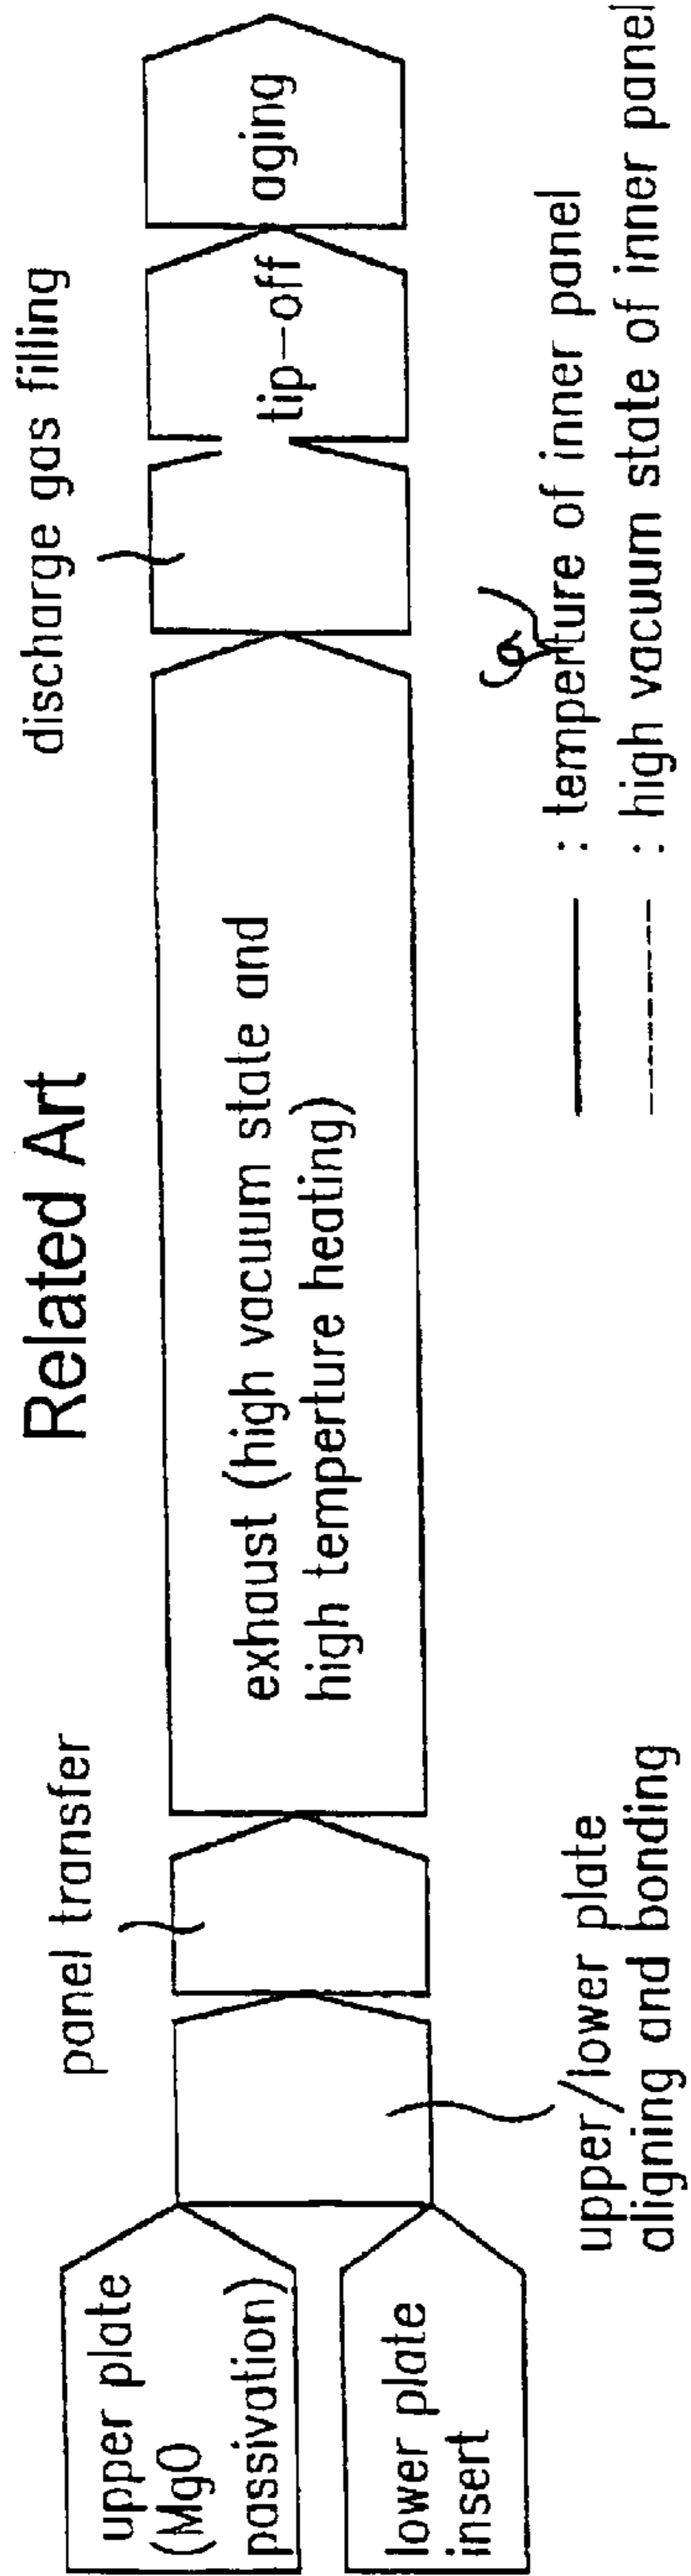 Related Art
upper plate
(MgO
passivation)
lower plate
insert
upper/lower plate
aligning and bonding
panel transfer
exhaust (high vacuum state and
high temperture heating)
discharge gas filling
tip-off
aging
: temperture of inner panel
a
: high vacuum state of inner panel